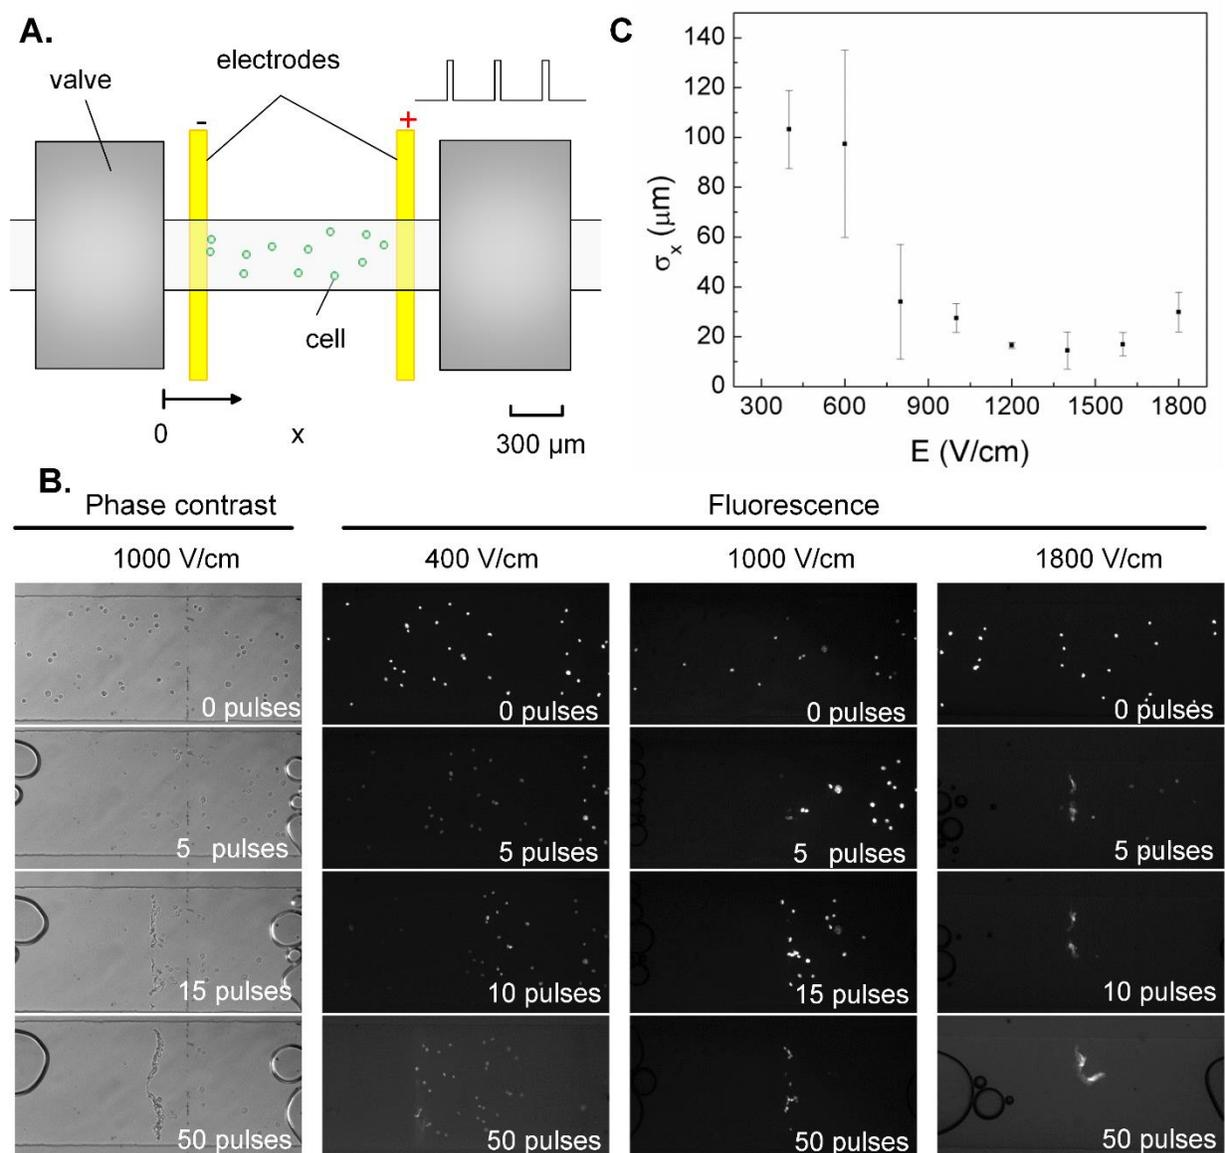 A.
electrodes
valve
-
+
cell
0
x
300 μm
C
140
120
100
80
60
40
20
0
σx (μm)
300 600 900 1200 1500 1800
E (V/cm)
B.
Phase contrast Fluorescence
1000 V/cm 400 V/cm 1000 V/cm 1800 V/cm
0 pulses 0 pulses 0 pulses 0 pulses
5 pulses 5 pulses 5 pulses 5 pulses
15 pulses 10 pulses 15 pulses 10 pulses
50 pulses 50 pulses 50 pulses 50 pulses